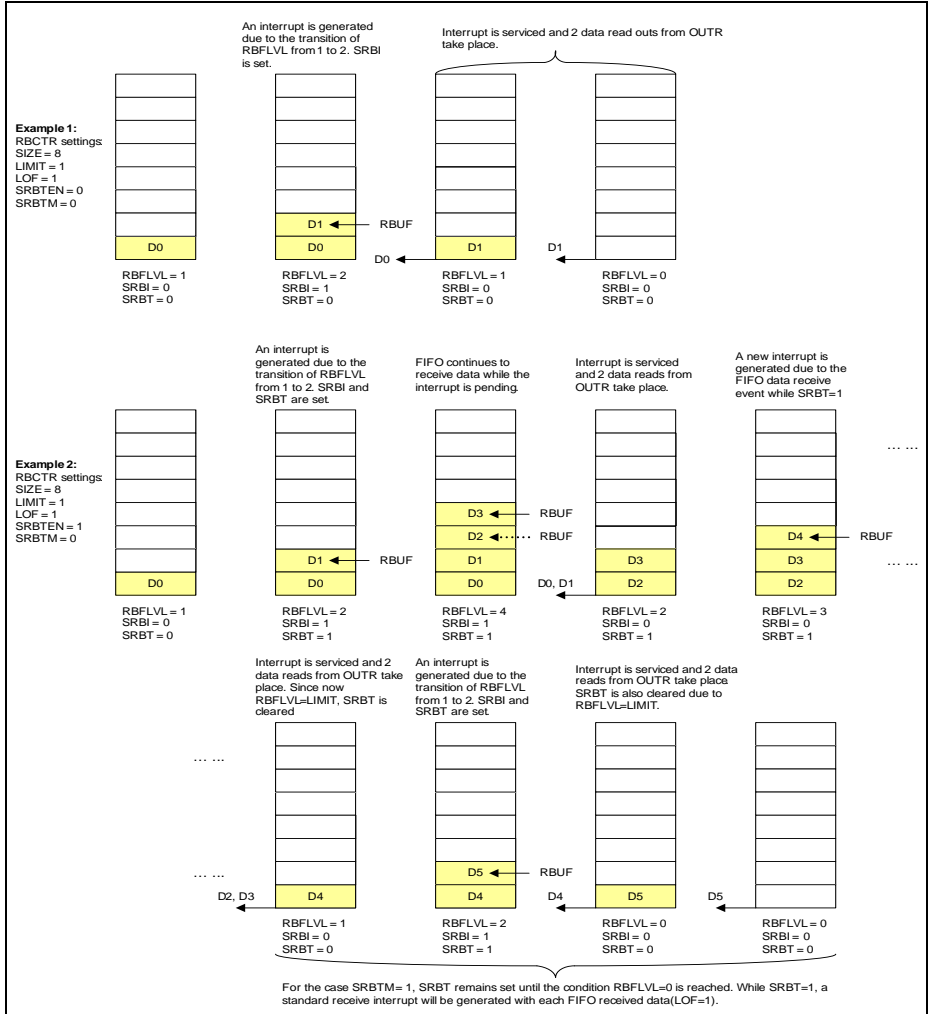 An interrupt is generated
due to the transition of
RBFLVL from 1 to 2. SRBI
is set.
Interrupt is serviced and 2 data read outs from OUTR
take place.
Example 1:
RBCTR settings:
SIZE = 8
LIMIT = 1
LOF = 1
SRBTEN = 0
SRBTM = 0
D1
RBUF
D0
D0
D0
D1
D1
RBFLVL = 1
SRBI = 0
SRBT = 0
RBFLVL = 2
SRBI = 1
SRBT = 0
RBFLVL = 1
SRBI = 0
SRBT = 0
RBFLVL = 0
SRBI = 0
SRBT = 0
An interrupt is
generated due to the
transition of RBFLVL
from 1 to 2. SRBI and
SRBT are set.
FIFO continues to
receive data while the
interrupt is pending.
Interrupt is serviced
and 2 data reads from
OUTR take place.
A new interrupt is
generated due to the
FIFO data receive
event while SRBT=1
... ...
Example 2:
RBCTR settings:
SIZE = 8
LIMIT = 1
LOF = 1
SRBTEN = 1
SRBTM = 0
D3
RBUF
D2
RBUF
D4
RBUF
D1
RBUF
D1
D3
D3
... ...
D0
D0
D0
D0, D1
D2
D2
RBFLVL = 1
SRBI = 0
SRBT = 0
RBFLVL = 2
SRBI = 1
SRBT = 1
RBFLVL = 4
SRBI = 1
SRBT = 1
RBFLVL = 2
SRBI = 0
SRBT = 1
RBFLVL = 3
SRBI = 0
SRBT = 1
Interrupt is serviced and 2
data reads from OUTR take
place. Since now
RBFLVL=LIMIT, SRBT is
cleared
An interrupt is
generated due to the
transition of RBFLVL
from 1 to 2. SRBI and
SRBT are set.
Interrupt is serviced and 2 data
reads from OUTR take place.
SRBT is also cleared due to
RBFLVL=LIMIT.
... ...
... ...
D5
RBUF
D2, D3
D4
D4
D4
D5
D5
RBFLVL = 1
SRBI = 0
SRBT = 0
RBFLVL = 2
SRBI = 1
SRBT = 1
RBFLVL = 0
SRBI = 0
SRBT = 0
RBFLVL = 0
SRBI = 0
SRBT = 0
For the case SRBTM= 1, SRBT remains set until the condition RBFLVL=0 is reached. While SRBT=1, a
standard receive interrupt will be generated with each FIFO received data(LOF=1).